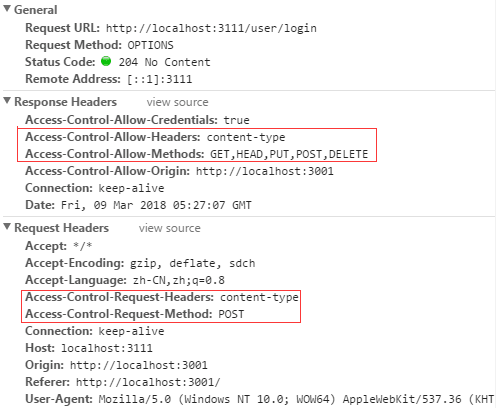 General
Request URL: http://localhost:3111/user/login
Request Method: OPTIONS
Status Code: 204 No Content
Remote Address: [::1]:3111
Response Headers view source
Access-Control-Allow-Credentials: true
Access-Control-Allow-Headers: content-type
Access-Control-Allow-Methods: GET,HEAD,PUT,POST,DELETE
Access-Control-Allow-Origin: http://localhost:3001
Connection: keep-alive
Date: Fri, 09 Mar 2018 05:27:07 GMT
Request Headers view source
Accept: */*
Accept-Encoding: gzip, deflate, sdch
Accept-Language: zh-CN,zh;q=0.8
Access-Control-Request-Headers: content-type
Access-Control-Request-Method: POST
Connection: keep-alive
Host: localhost:3111
Origin: http://localhost:3001
Referer: http://localhost:3001/
User-Agent: Mozilla/5.0 (Windows NT 10.0; WOW64) AppleWebKit/537.36 (KHT